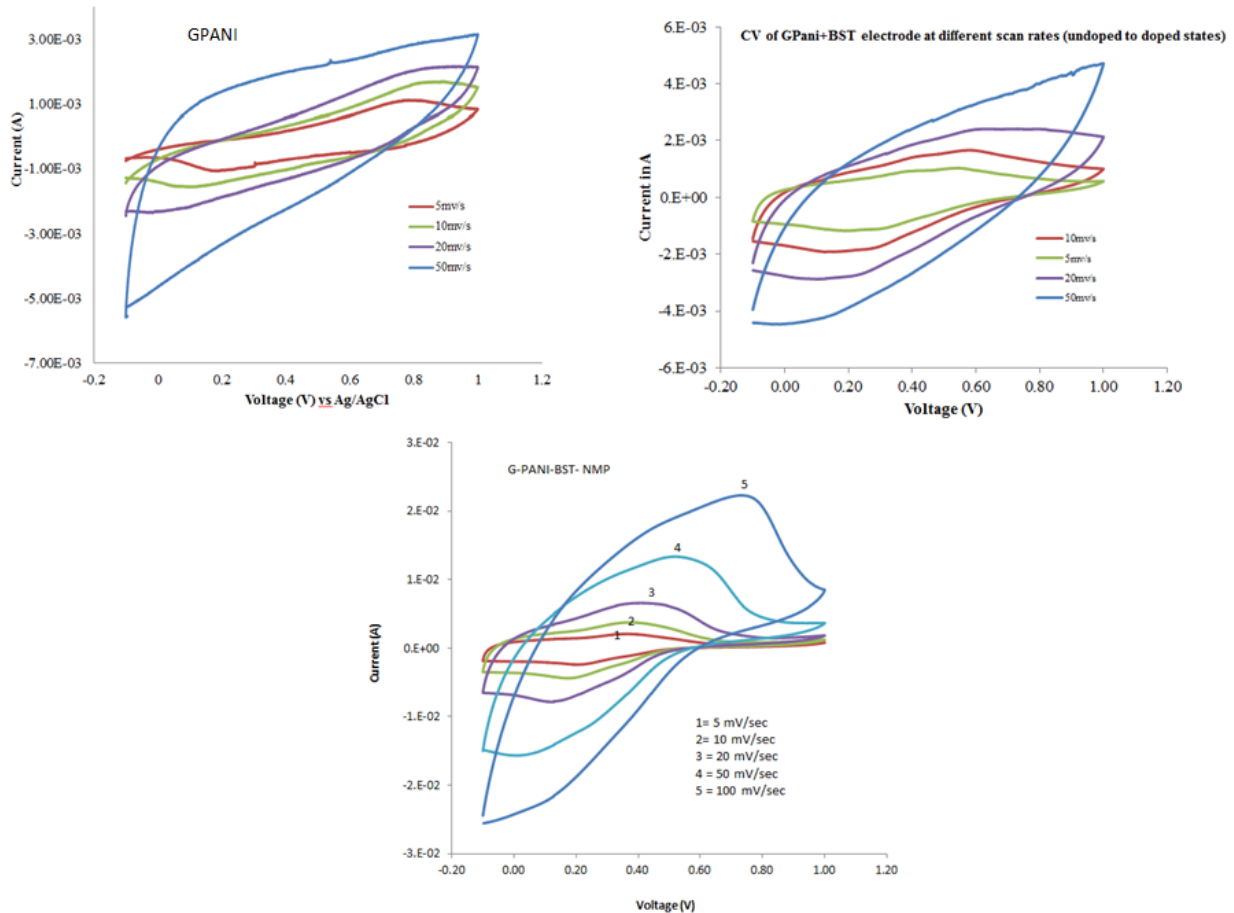 GPANI
3.00E-03
1.00E-03
-1.00E-03
-3.00E-03
-5.00E-03
-7.00E-03
Current (A)
5mv/s
10mv/s
20mv/s
50mv/s
-0.2 0 0.2 0.4 0.6 0.8 1 1.2
Voltage (V) vs Ag/AgCl
CV of GPani+BST electrode at different scan rates (undoped to doped states)
6.E-03
4.E-03
2.E-03
0.E+00
-2.E-03
-4.E-03
-6.E-03
Current in A
10mv/s
5mv/s
20mv/s
50mv/s
-0.20 0.00 0.20 0.40 0.60 0.80 1.00 1.20
Voltage (V)
G-PANI-BST- NMP
3.E-02
2.E-02
1.E-02
0.E+00
-1.E-02
-2.E-02
-3.E-02
Current (A)
5
4
3
2
1
1= 5 mV/sec
2= 10 mV/sec
3 = 20 mV/sec
4 = 50 mV/sec
5 = 100 mV/sec
-0.20 0.00 0.20 0.40 0.60 0.80 1.00 1.20
Voltage (V)